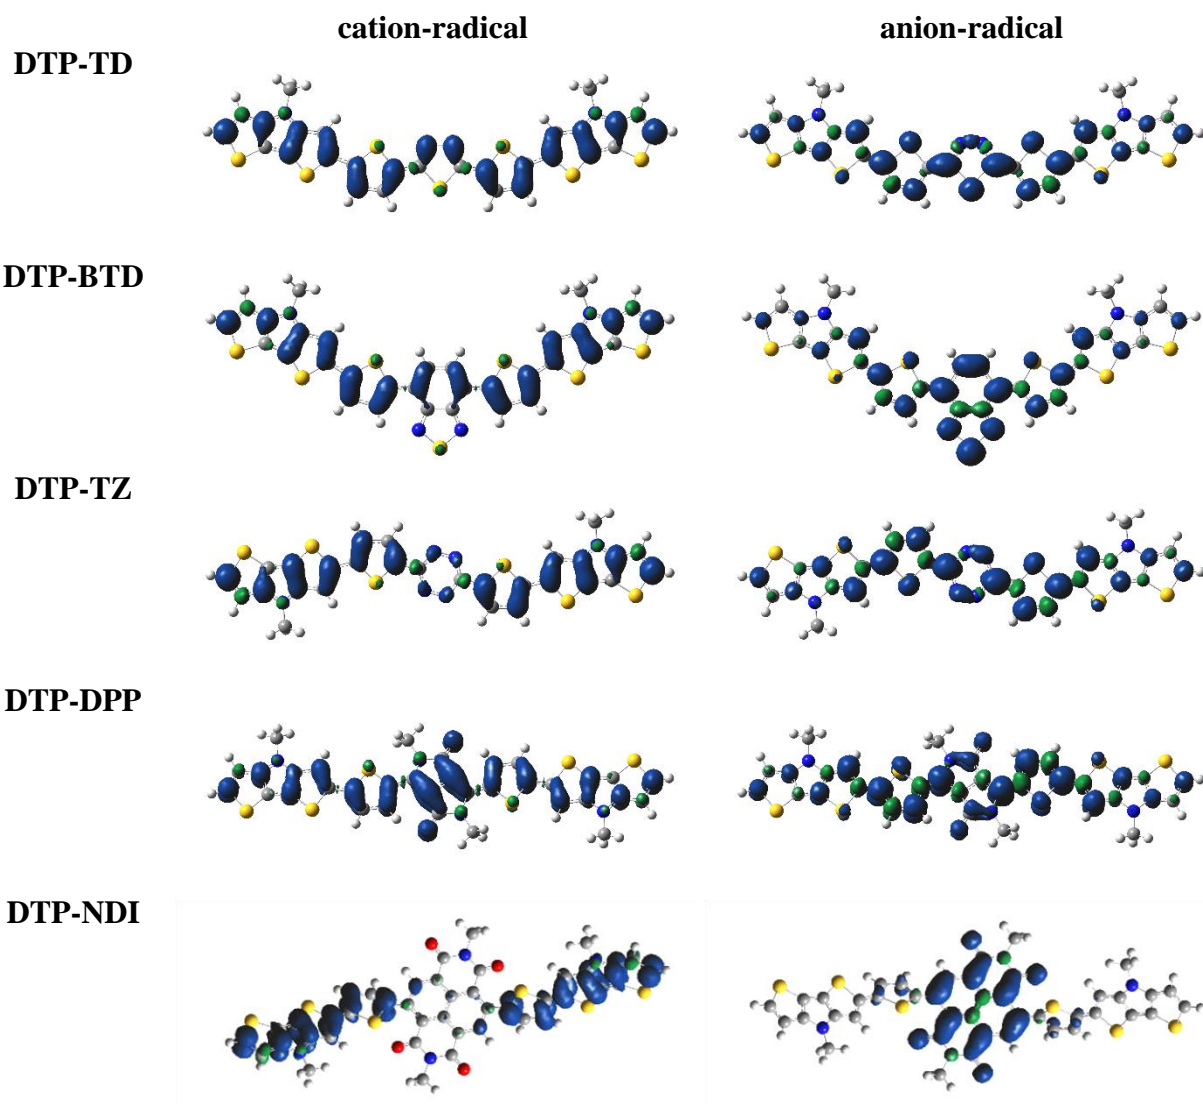 cation-radical
anion-radical
DTP-TD
DTP-BTD
DTP-TZ
DTP-DPP
DTP-NDI